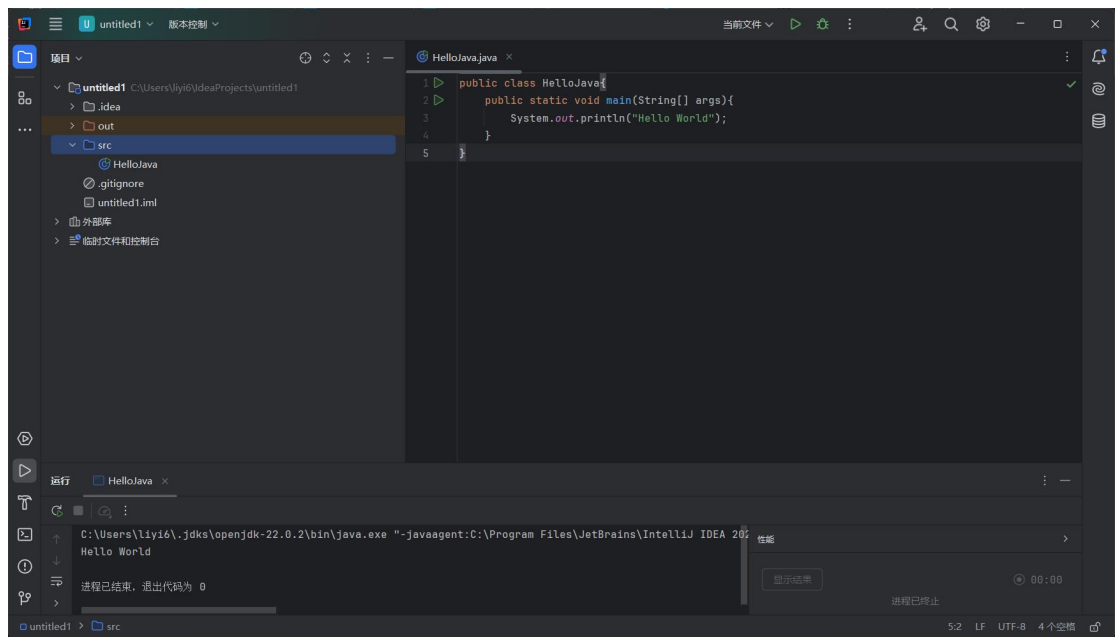 U untitled1 版本控制 当前文件
项目
HelloJava.java
untitled1 C:\Users\liyi6\IdeaProjects\untitled1
.idea
out
src
HelloJava
.gitignore
untitled1.iml
外部库
临时文件和控制台
1 public class HelloJava{
2 public static void main(String[] args){
3 System.out.println("Hello World");
4 }
5 }
运行 HelloJava
C:\Users\liyi6\.jdks\openjdk-22.0.2\bin\java.exe "-javaagent:C:\Program Files\JetBrains\IntelliJ IDEA 202
Hello World
进程已结束，退出代码为 0
性能
显示结果 00:00
进程已终止
untitled1 > src 5:2 LF UTF-8 4 个空格